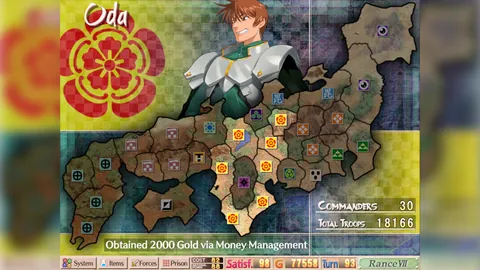 Oda
COMMANDERS 30
TOTAL TROOPS 18166
Obtained 2000 Gold via Money Management
System Items Forces Prison Satisf. 98 G 77558 Turn 93 Rance VII